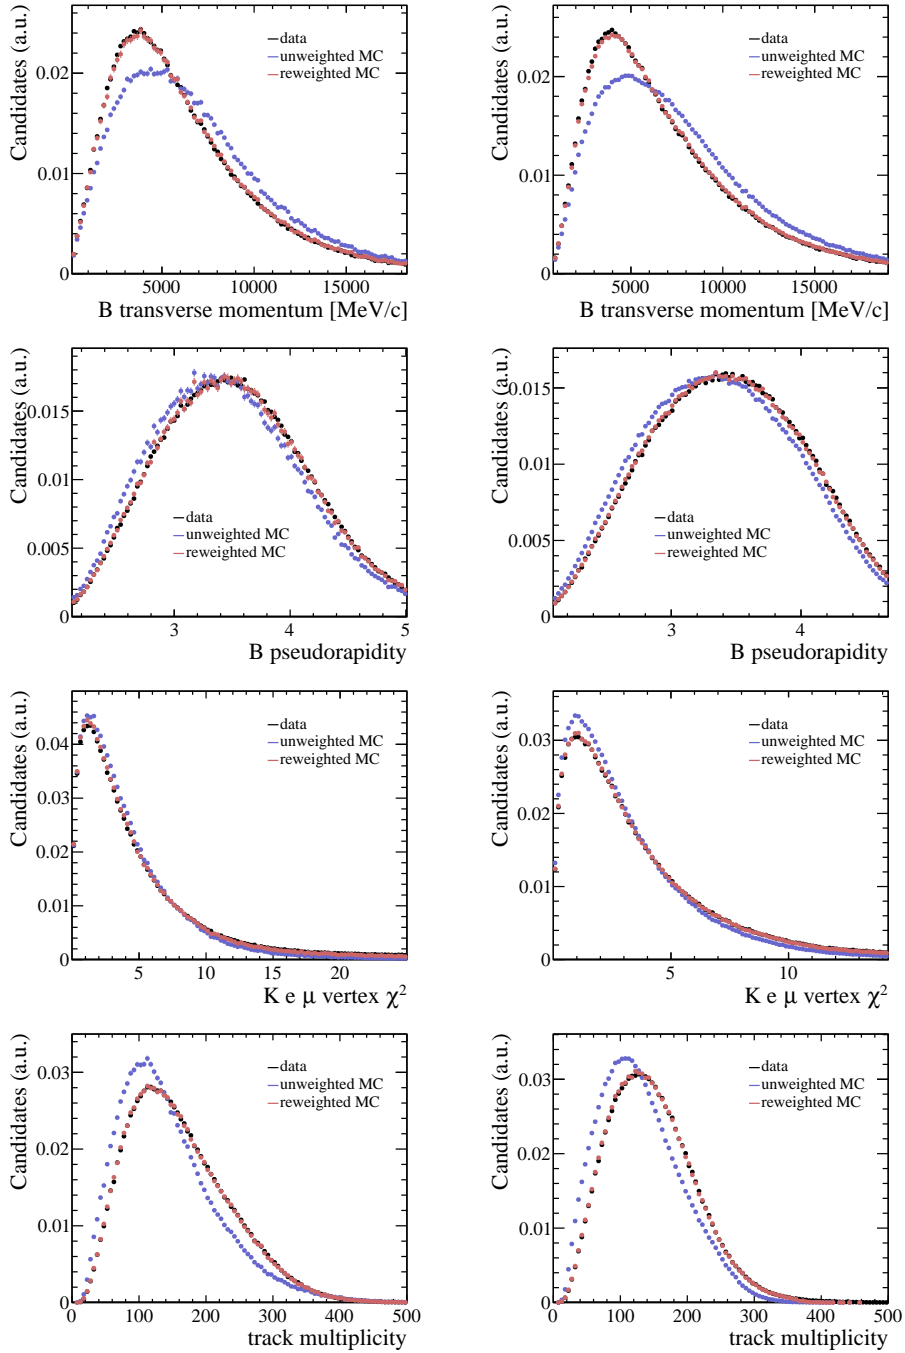 Candidates (a.u.)
0.02
0.01
0
data
unweighted MC
reweighted MC
5000 10000 15000
B transverse momentum [MeV/c]
Candidates (a.u.)
0.02
0.01
0
data
unweighted MC
reweighted MC
5000 10000 15000
B transverse momentum [MeV/c]
Candidates (a.u.)
0.015
0.01
0.005
0
data
unweighted MC
reweighted MC
3 4 5
B pseudorapidity
Candidates (a.u.)
0.015
0.01
0.005
0
data
unweighted MC
reweighted MC
3 4
B pseudorapidity
Candidates (a.u.)
0.04
0.03
0.02
0.01
0
data
unweighted MC
reweighted MC
5 10 15 20
K e μ vertex χ²
Candidates (a.u.)
0.03
0.02
0.01
0
data
unweighted MC
reweighted MC
5 10
K e μ vertex χ²
Candidates (a.u.)
0.03
0.02
0.01
0
data
unweighted MC
reweighted MC
0 100 200 300 400 500
track multiplicity
Candidates (a.u.)
0.03
0.02
0.01
0
data
unweighted MC
reweighted MC
0 100 200 300 400 500
track multiplicity